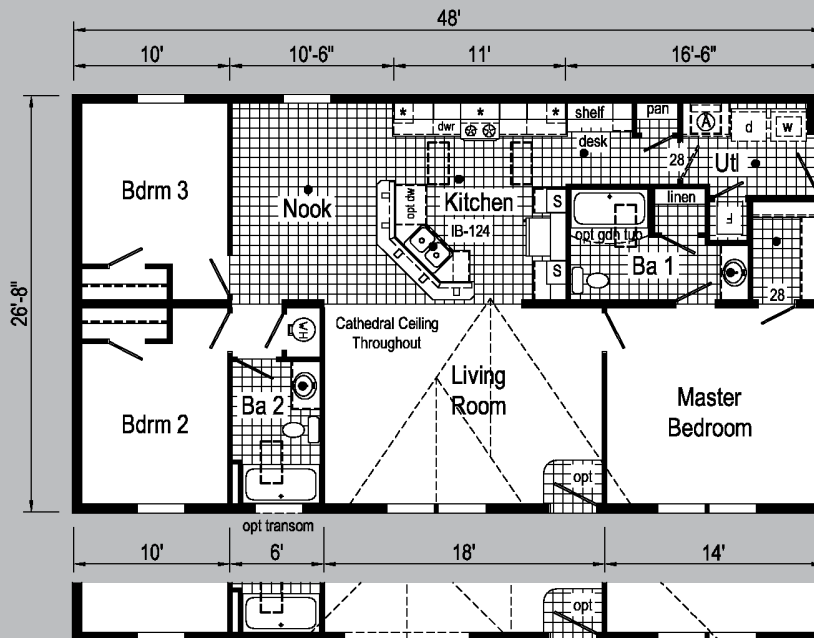 48'
10' 10'-6" 11' 16'-6"
* * * shelf pan A d w
dwr
desk
28 Utl
Bdrm 3
Nook
opt dw
Kitchen
S
linen
F
IB-124
opt gdn tub
Ba 1
S
28
26'-8"
WH
Cathedral Ceiling
Throughout
Living
Room
Ba 2
Bdrm 2
Master
Bedroom
opt
opt transom
10' 6' 18' 14'
opt